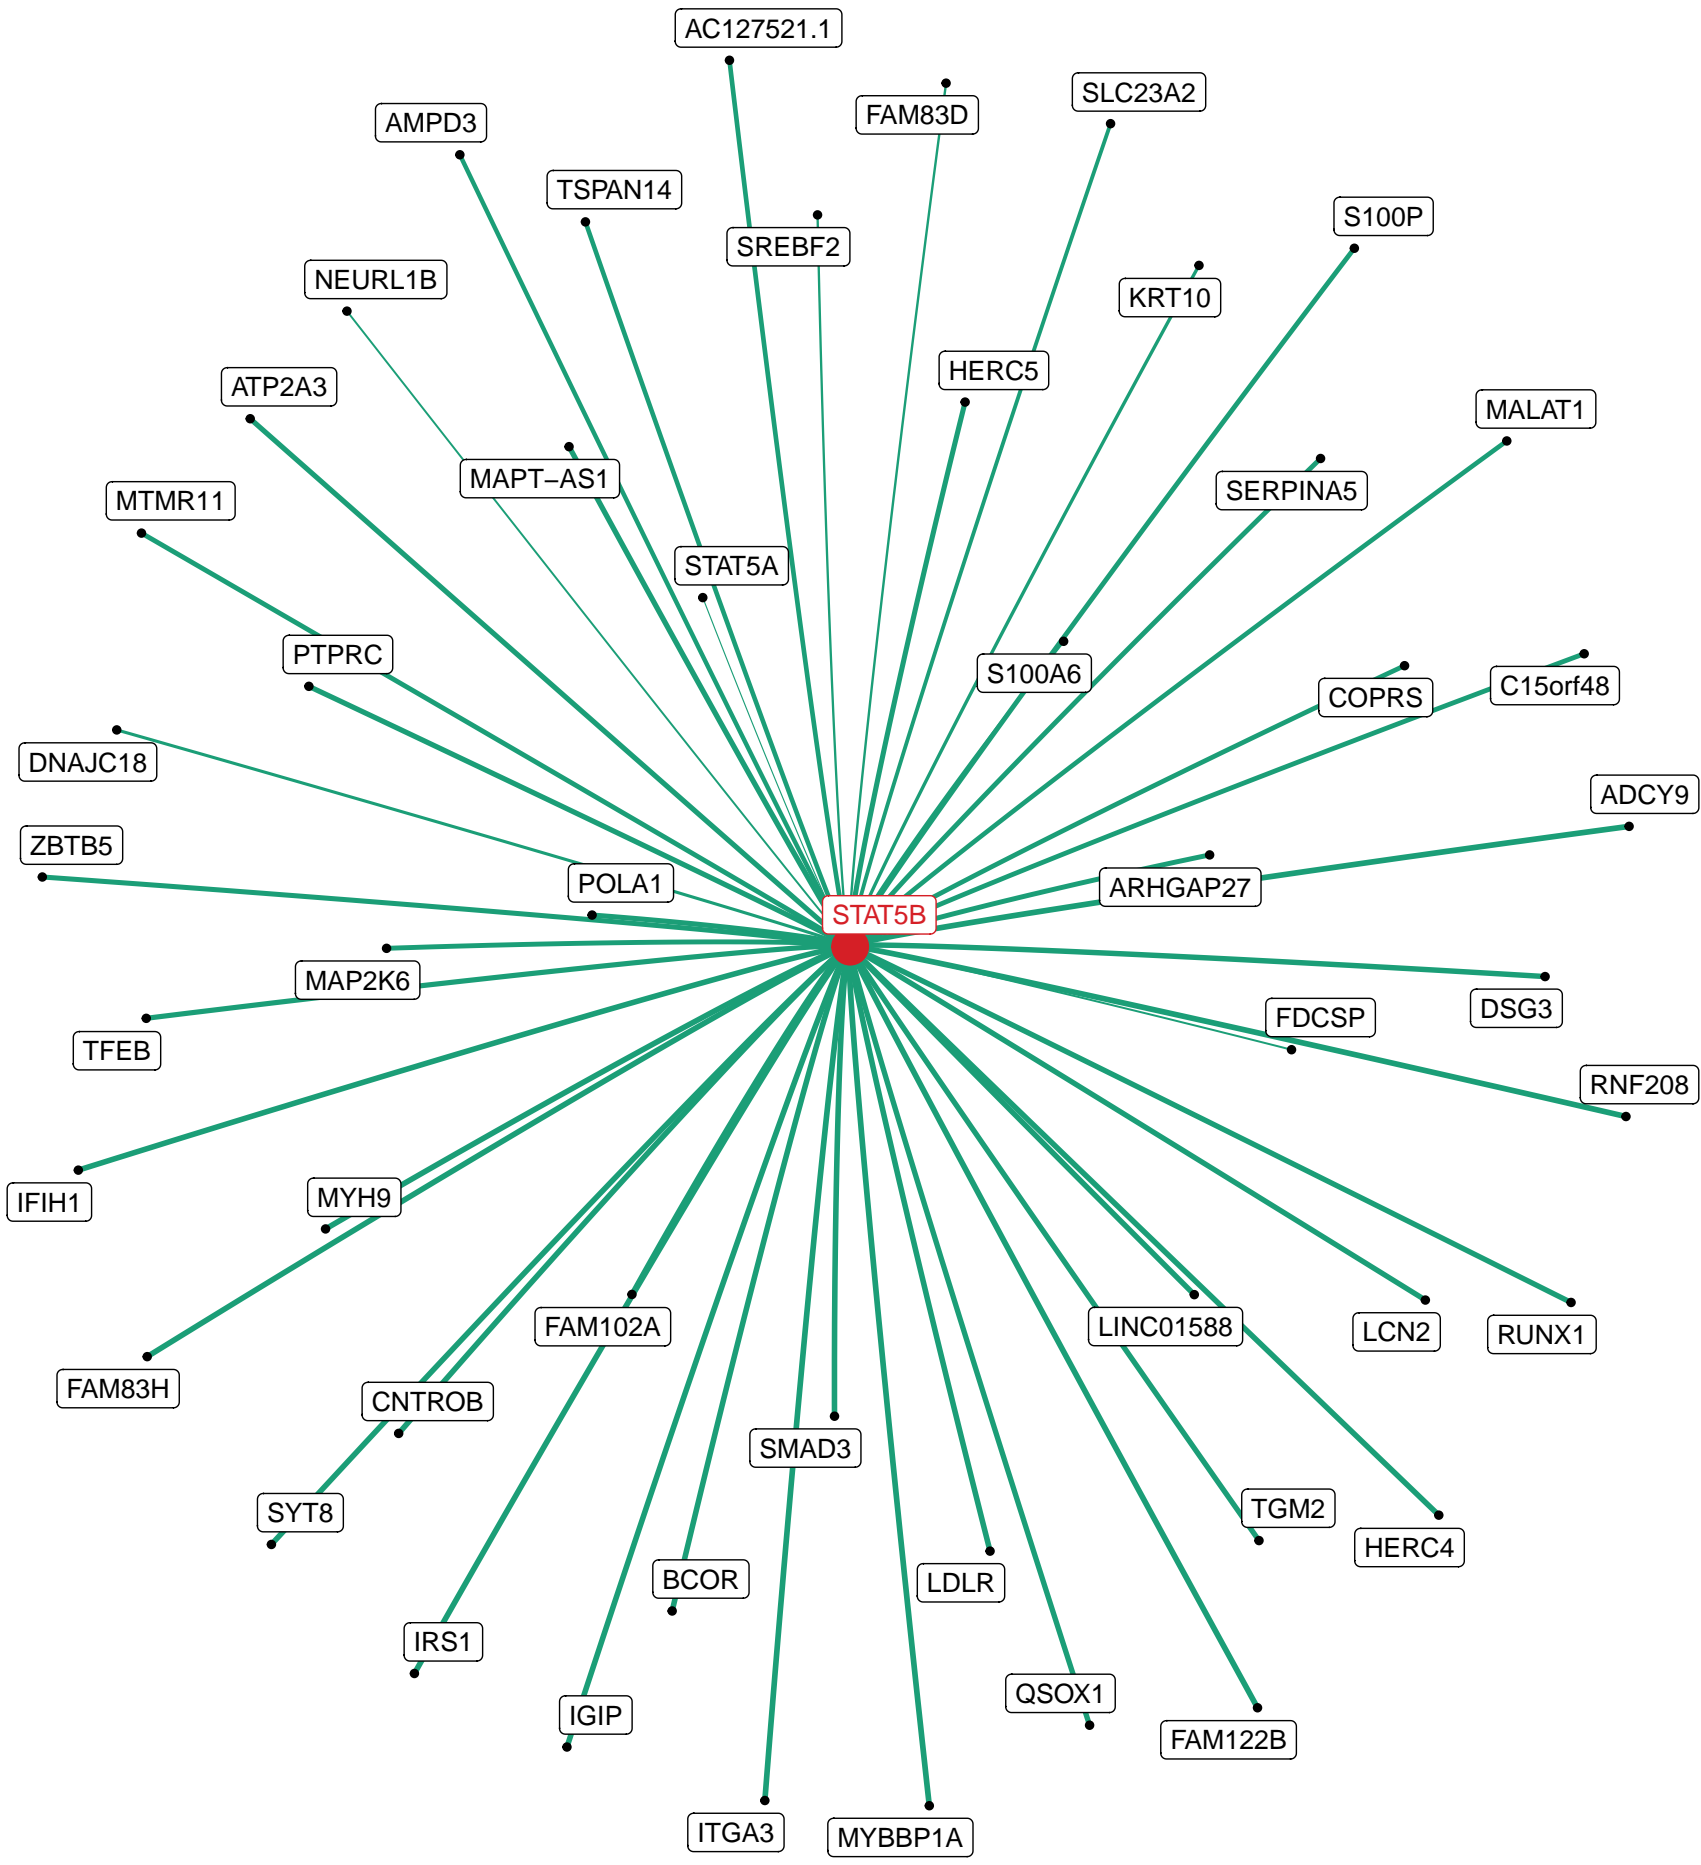 AC127521.1
SLC23A2
FAM83D
AMPD3
TSPAN14
S100P
SREBF2
NEURL1B
KRT10
HERC5
ATP2A3
MALAT1
MAPT−AS1
SERPINA5
MTMR11
STAT5A
PTPRC
S100A6
C15orf48
COPRS
DNAJC18
ADCY9
ZBTB5
POLA1
ARHGAP27
STAT5B
MAP2K6
DSG3
FDCSP
TFEB
RNF208
MYH9
IFIH1
FAM102A
LINC01588
LCN2
RUNX1
FAM83H
CNTROB
SMAD3
TGM2
SYT8
HERC4
BCOR
LDLR
IRS1
QSOX1
IGIP
FAM122B
ITGA3
MYBBP1A